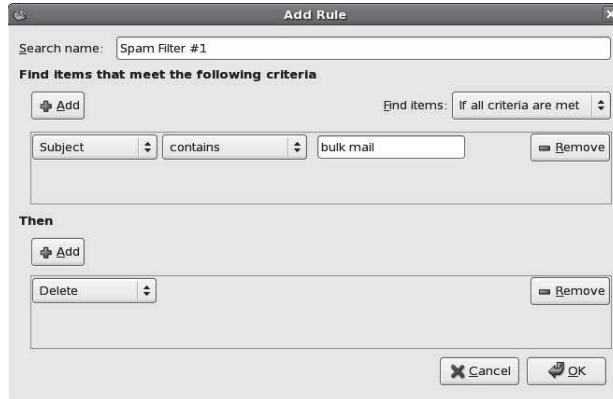 Add Rule
Search name: Spam Filter #1
Find items that meet the following criteria
Add Find items: If all criteria are met
Subject contains bulk mail Remove
Then
Add
Delete Remove
Cancel OK